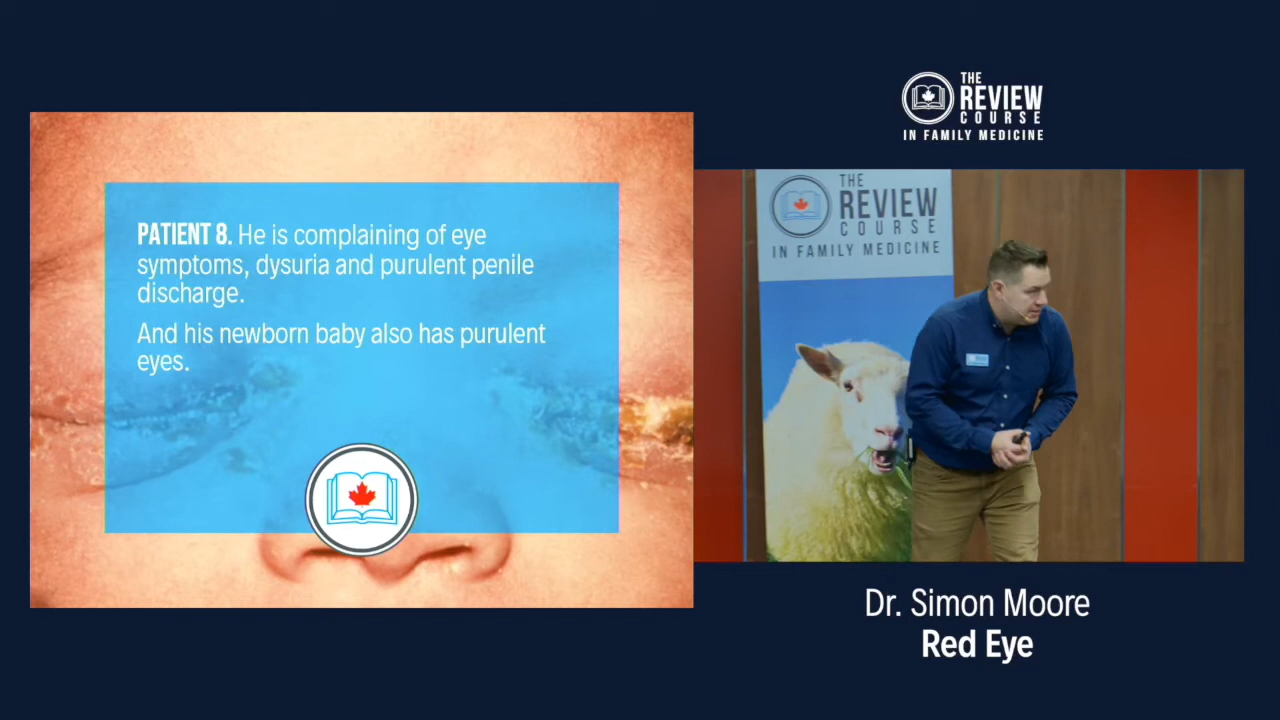 THE
REVIEW
COURSE
IN FAMILY MEDICINE
PATIENT 8. He is complaining of eye
symptoms, dysuria and purulent penile
discharge.
And his newborn baby also has purulent
eyes.
THE
REVIEW
COURSE
IN FAMILY MEDICINE
Dr. Simon Moore
Red Eye